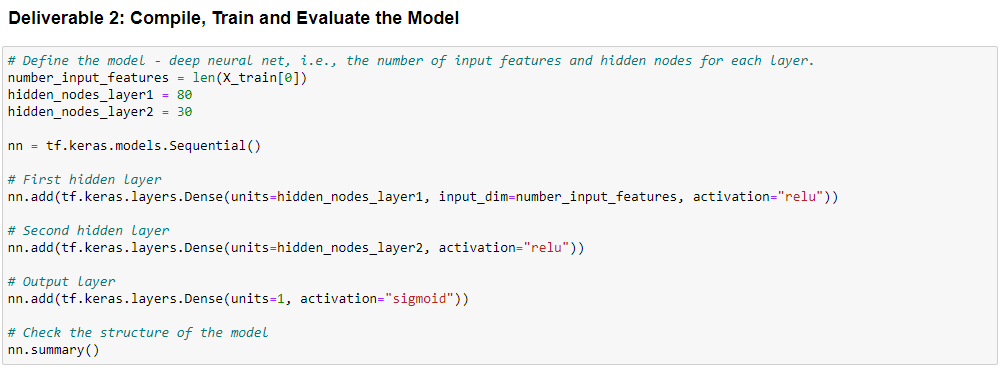 Deliverable 2: Compile, Train and Evaluate the Model
# Define the model - deep neural net, i.e., the number of input features and hidden nodes for each layer.
number_input_features = len(X_train[0])
hidden_nodes_layer1 = 80
hidden_nodes_layer2 = 30
nn = tf.keras.models.Sequential()
# First hidden layer
nn.add(tf.keras.layers.Dense(units=hidden_nodes_layer1, input_dim=number_input_features, activation="relu"))
# Second hidden layer
nn.add(tf.keras.layers.Dense(units=hidden_nodes_layer2, activation="relu"))
# Output layer
nn.add(tf.keras.layers.Dense(units=1, activation="sigmoid"))
# Check the structure of the model
nn.summary()